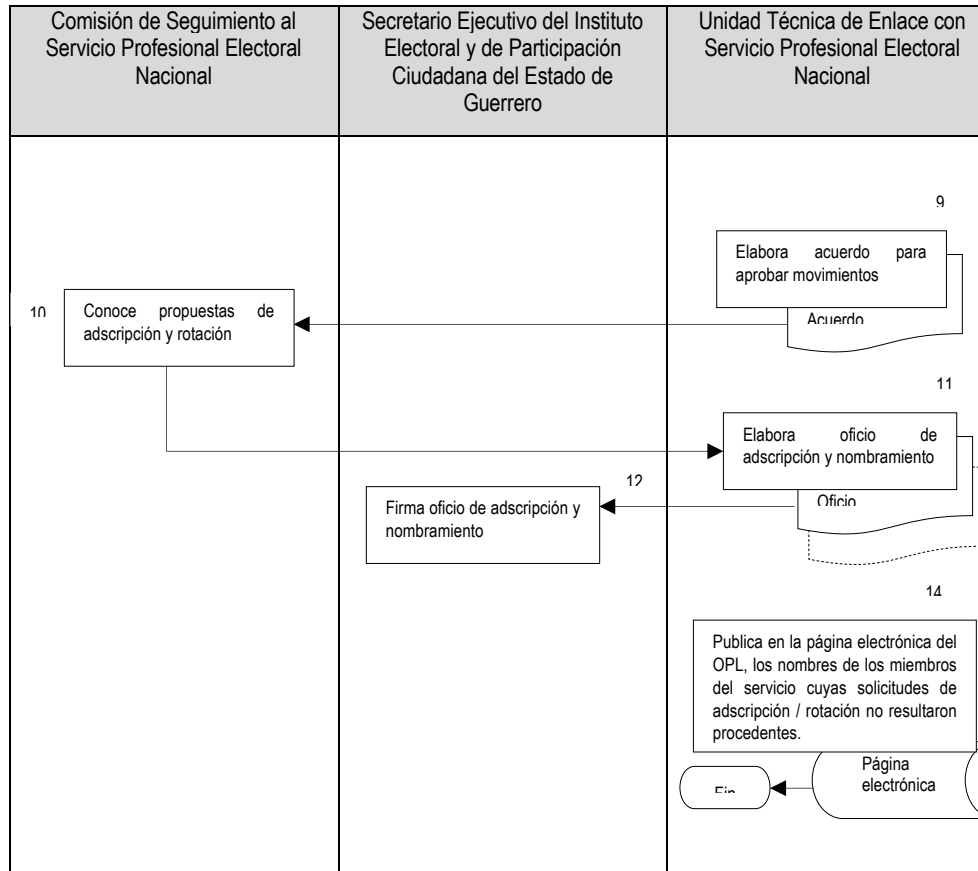 Comisión de Seguimiento al
Servicio Profesional Electoral
Nacional
Secretario Ejecutivo del Instituto
Electoral y de Participación
Ciudadana del Estado de
Guerrero
Unidad Técnica de Enlace con
Servicio Profesional Electoral
Nacional
9
Elabora acuerdo para
aprobar movimientos
Acuerdo
10
Conoce propuestas de
adscripción y rotación
11
Elabora oficio de
adscripción y nombramiento
Oficio
12
Firma oficio de adscripción y
nombramiento
14
Publica en la página electrónica del
OPL, los nombres de los miembros
del servicio cuyas solicitudes de
adscripción / rotación no resultaron
procedentes.
Página
electrónica
Fin